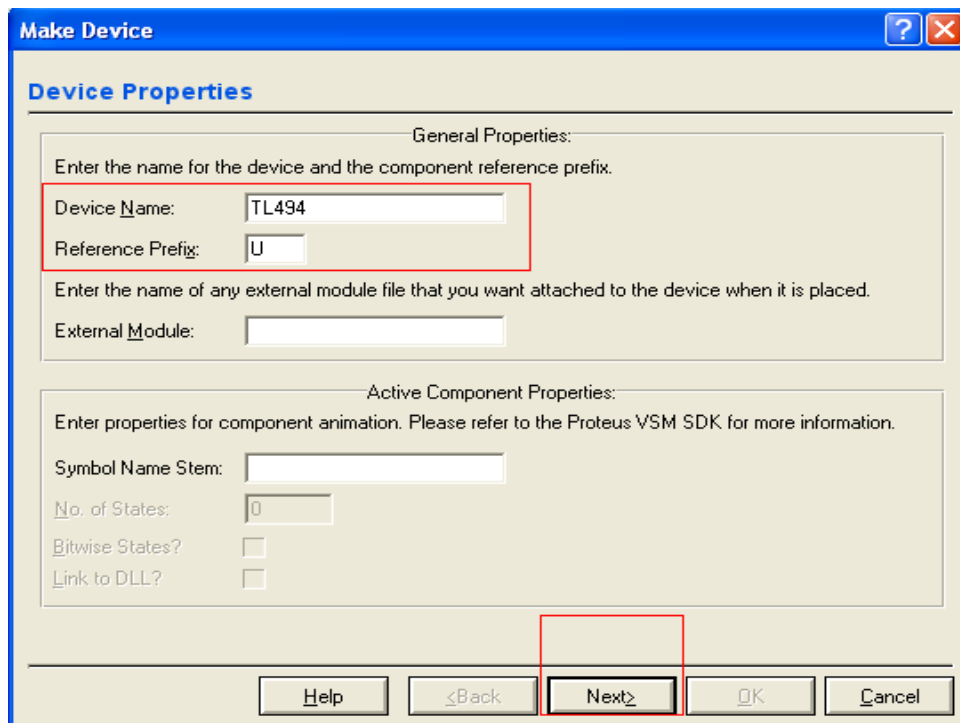 Make Device
Device Properties
General Properties:
Enter the name for the device and the component reference prefix.
Device Name: TL494
Reference Prefix: U
Enter the name of any external module file that you want attached to the device when it is placed.
External Module:
Active Component Properties:
Enter properties for component animation. Please refer to the Proteus VSM SDK for more information.
Symbol Name Stem:
No. of States: 0
Bitwise States?
Link to DLL?
Help <Back Next> OK Cancel